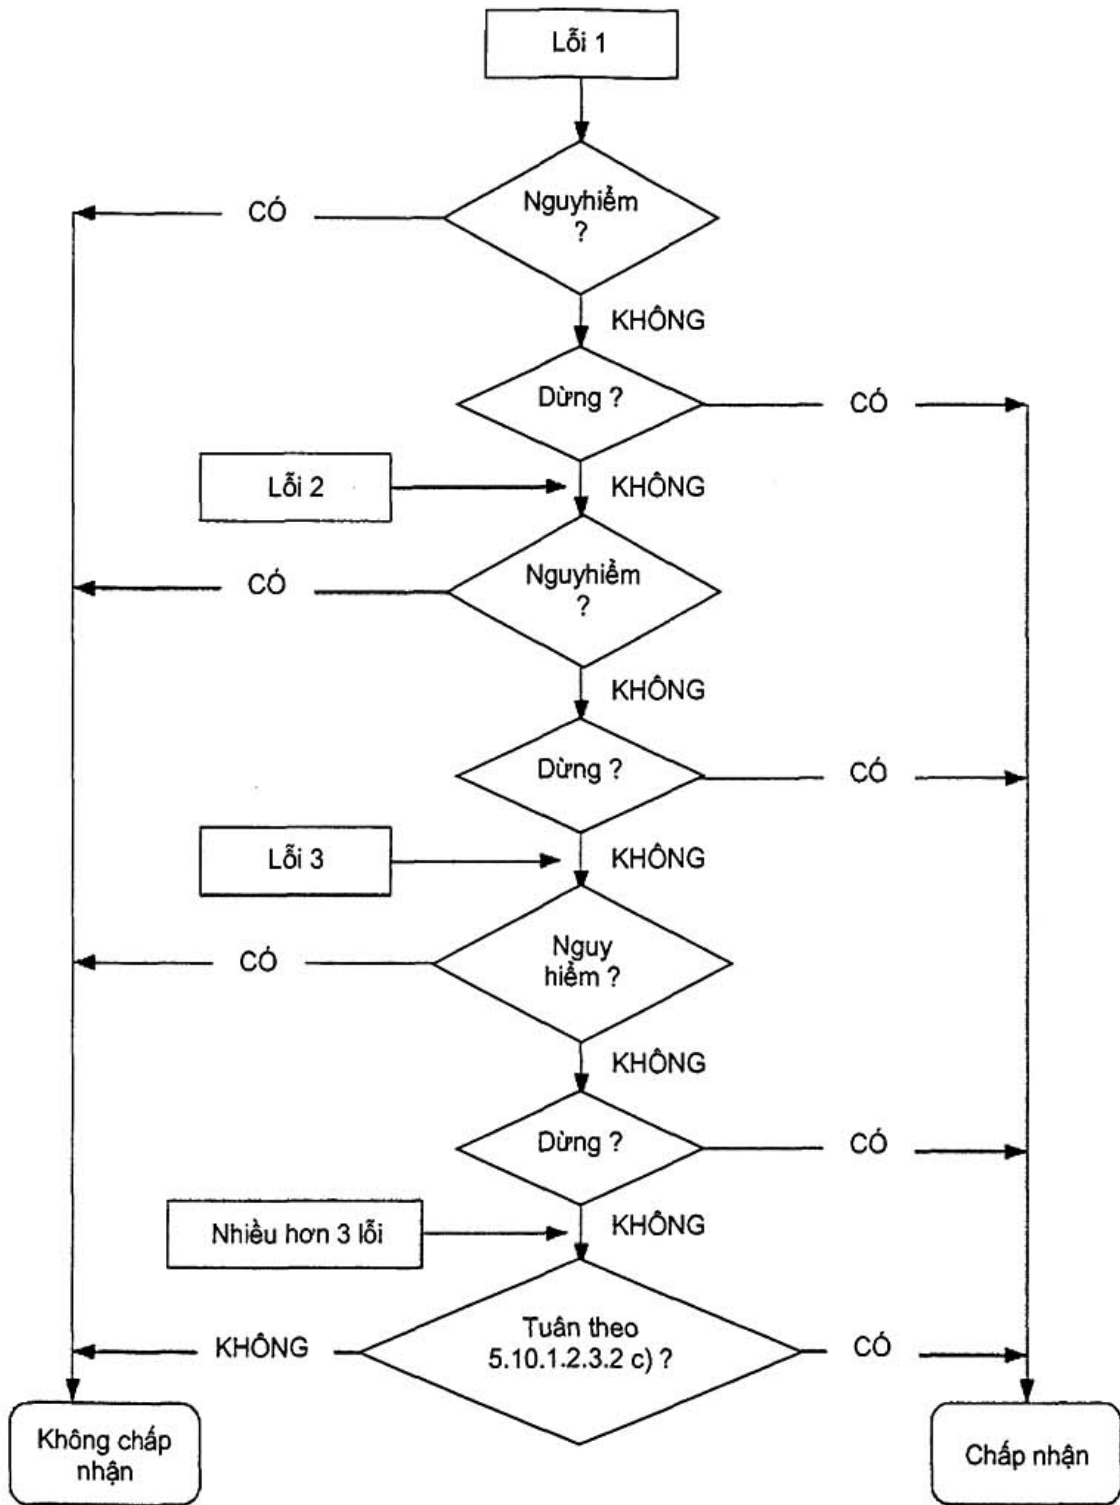 Lỗi 1
Nguyhiểm
?
CÓ
KHÔNG
Dừng ?
CÓ
Lỗi 2
KHÔNG
Nguyhiểm
?
CÓ
KHÔNG
Dừng ?
CÓ
Lỗi 3
KHÔNG
Nguy
hiểm ?
CÓ
KHÔNG
Dừng ?
CÓ
Nhiều hơn 3 lỗi
KHÔNG
Tuân theo
5.10.1.2.3.2 c) ?
KHÔNG
CÓ
Không chấp
nhận
Chấp nhận